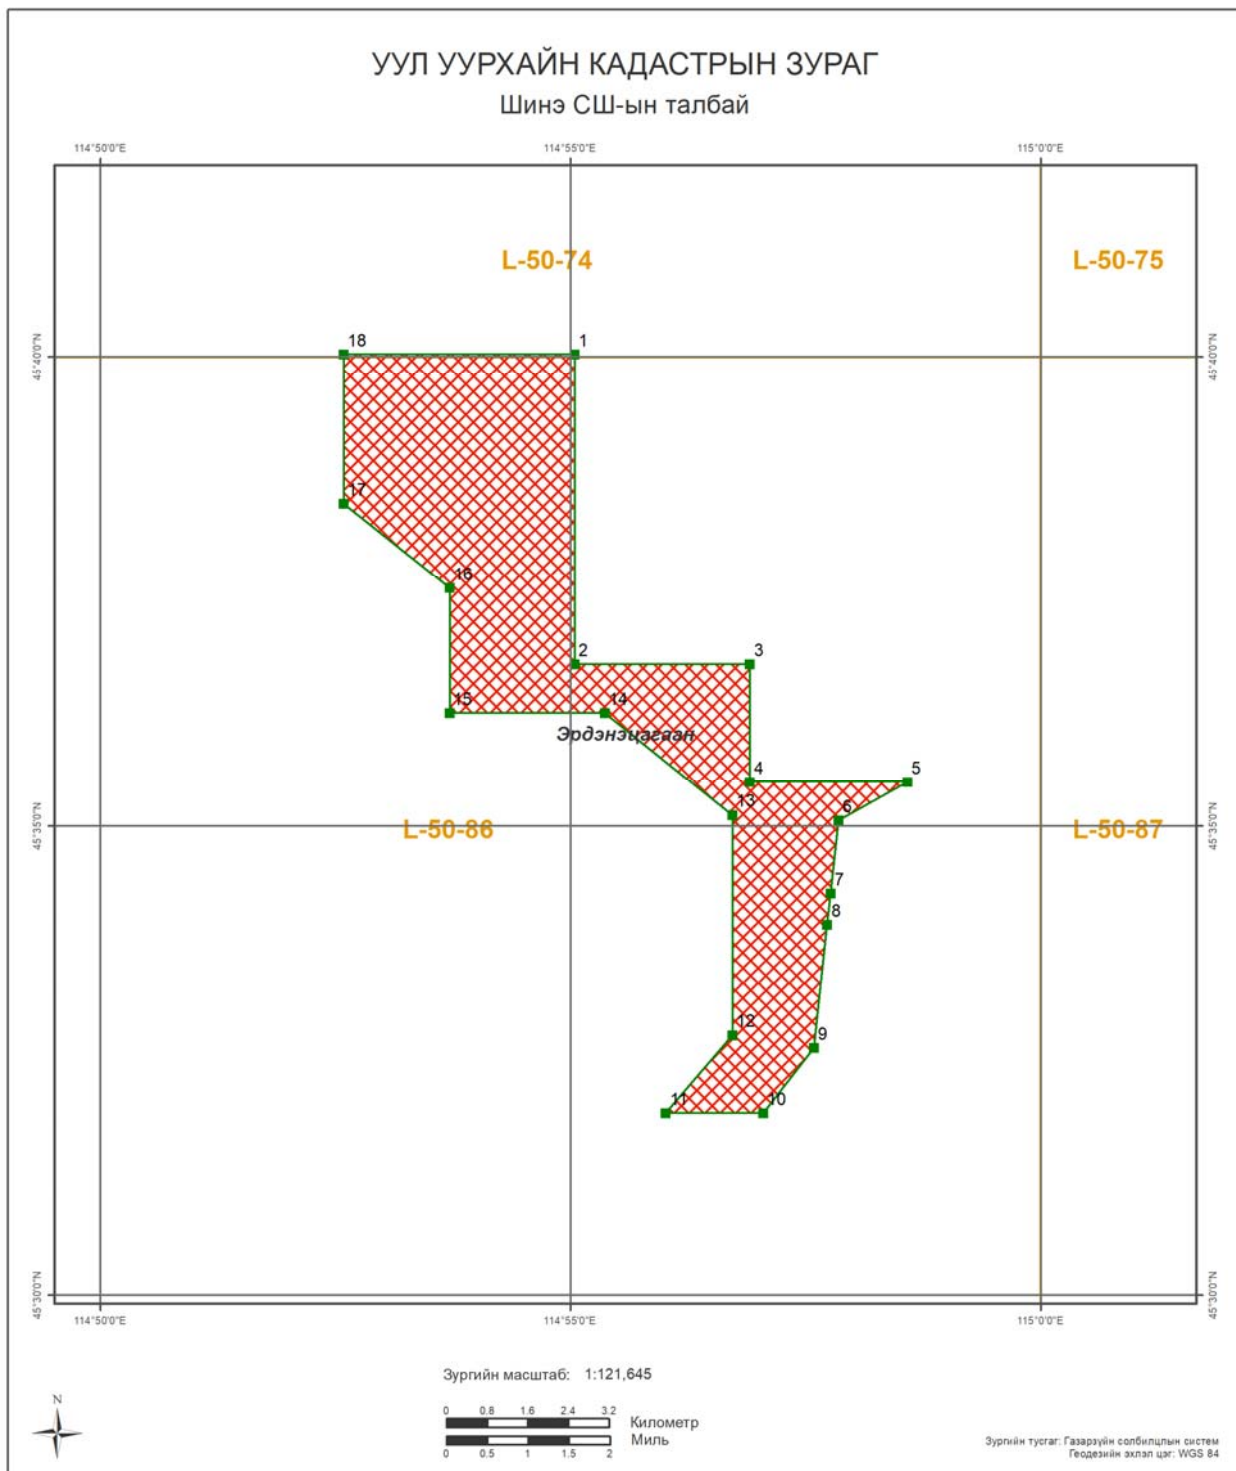 УУЛ УУРХАЙН КАДАСТРЫН ЗУРАГ
Шинэ СШ-ын талбай
114°50'0"E 114°55'0"E 115°0'0"E
L-50-74 L-50-75
45°40'0"N 45°40'0"N
18 1
17
16
2 3
15 14
Эрдэнэцагаан
4 5
13 6
45°35'0"N 45°35'0"N
L-50-86 L-50-87
7
8
12 9
11 10
45°30'0"N 45°30'0"N
114°50'0"E 114°55'0"E 115°0'0"E
Зургийн масштаб: 1:121,645
N
0 0.8 1.6 2.4 3.2
Километр
Миль
0 0.5 1 1.5 2
Зургийн тусгаг: Газарзүйн солбилцлын систем
Геодезийн эхлэл цэг: WGS 84